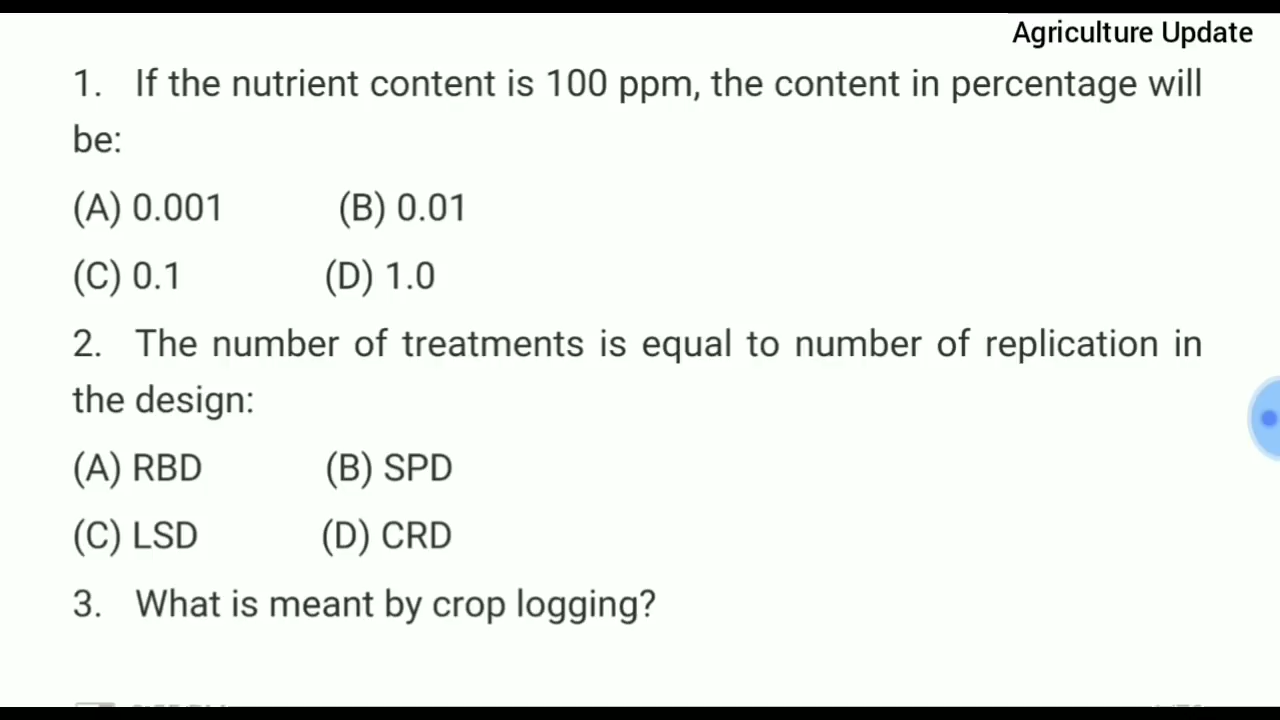 Agriculture Update
1. If the nutrient content is 100 ppm, the content in percentage will
be:
(A) 0.001 (B) 0.01
(C) 0.1 (D) 1.0
2. The number of treatments is equal to number of replication in
the design:
(A) RBD (B) SPD
(C) LSD (D) CRD
3. What is meant by crop logging?